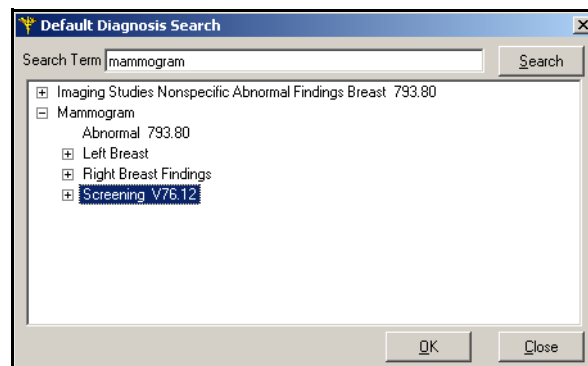 Default Diagnosis Search
Search Term mammogram Search
Imaging Studies Nonspecific Abnormal Findings Breast 793.80
Mammogram
Abnormal 793.80
Left Breast
Right Breast Findings
Screening V76.12
OK Close